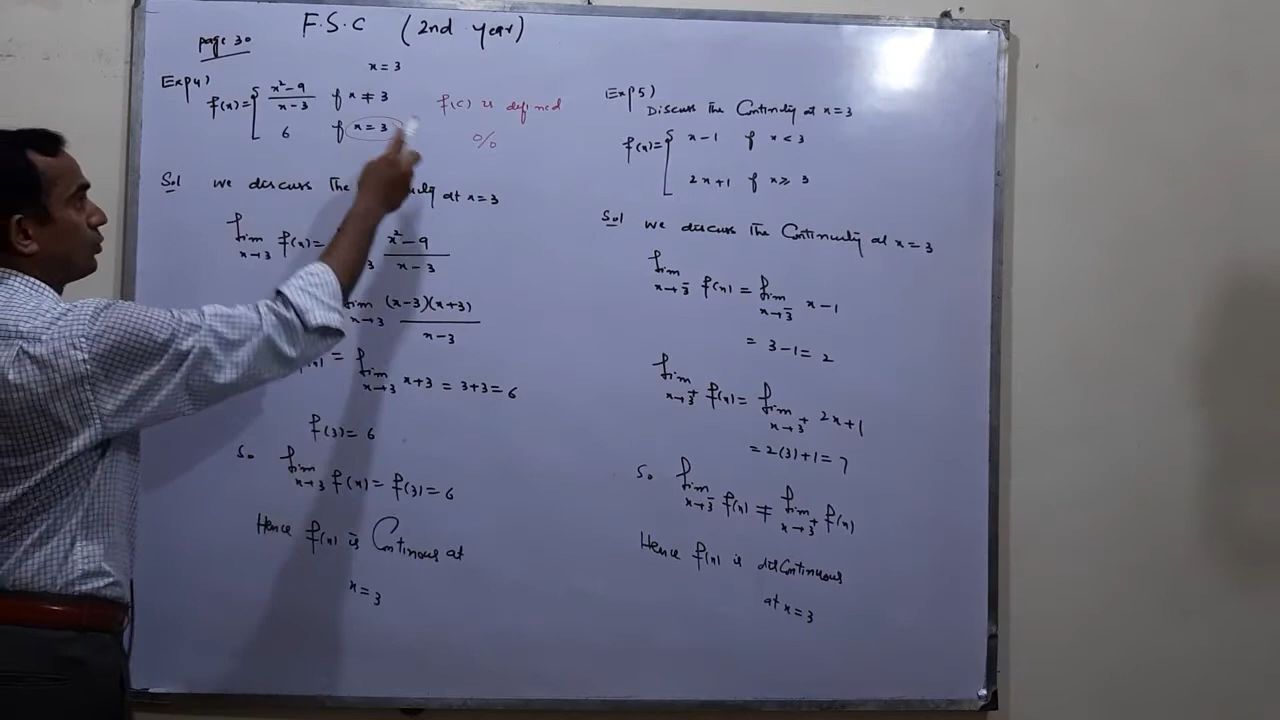 F.S.C (2nd year)
page 30
x = 3
Exp4)
f(x) = { x²-9 / x-3 if x ≠ 3
6 if x = 3
f(c) is defined
0/0
Sol we discuss The at x = 3
lim x→3 f(x) = x²-9 / x-3
lim x→3 (x-3)(x+3) / x-3
= lim x→3 x+3 = 3+3 = 6
f(3) = 6
So lim x→3 f(x) = f(3) = 6
Hence f(x) is Continous at
x = 3
Exp5)
Discuss The Continuity at x = 3
f(x) = { x-1 if x < 3
2x+1 if x ≥ 3
Sol we discuss The Continuity at x = 3
lim x→3⁻ f(x) = lim x→3⁻ x-1
= 3-1 = 2
lim x→3⁺ f(x) = lim x→3⁺ 2x+1
= 2(3)+1 = 7
So lim x→3⁻ f(x) ≠ lim x→3⁺ f(x)
Hence f(x) is disContinuous
at x = 3